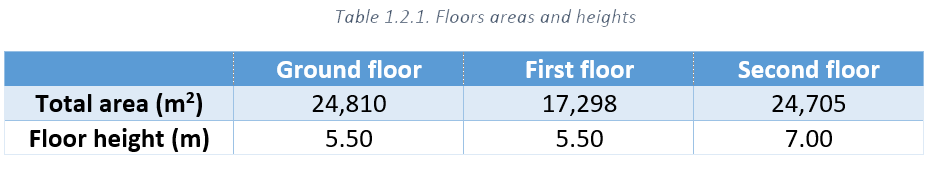 Table 1.2.1. Floors areas and heights
Ground floor First floor Second floor
Total area (m²) 24,810 17,298 24,705
Floor height (m) 5.50 5.50 7.00